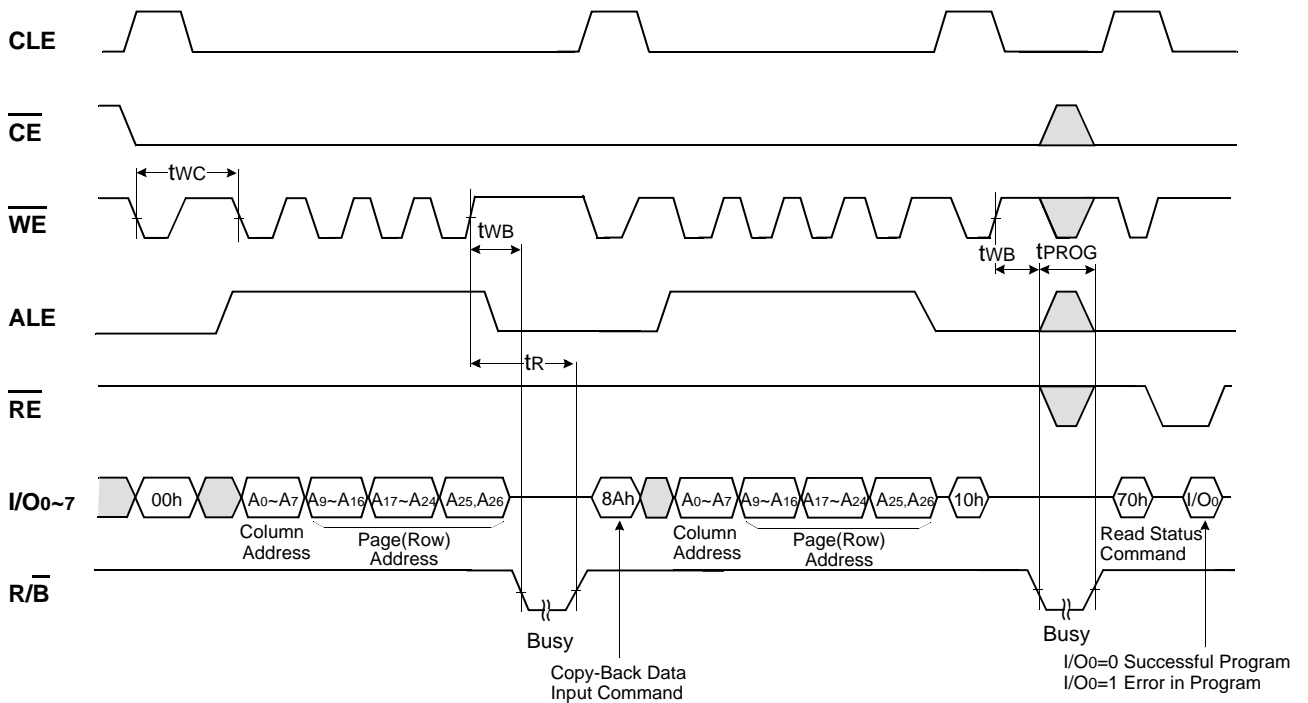 CLE
CE
tWC
WE
tWB
tWB
tPROG
ALE
tR
RE
I/O0~7
00h
A0~A7
A9~A16
A17~A24
A25,A26
8Ah
A0~A7
A9~A16
A17~A24
A25,A26
10h
70h
I/O0
Column
Address
Page(Row)
Address
Column
Address
Page(Row)
Address
Read Status
Command
R/B
Busy
Busy
Copy-Back Data
Input Command
I/O0=0 Successful Program
I/O0=1 Error in Program